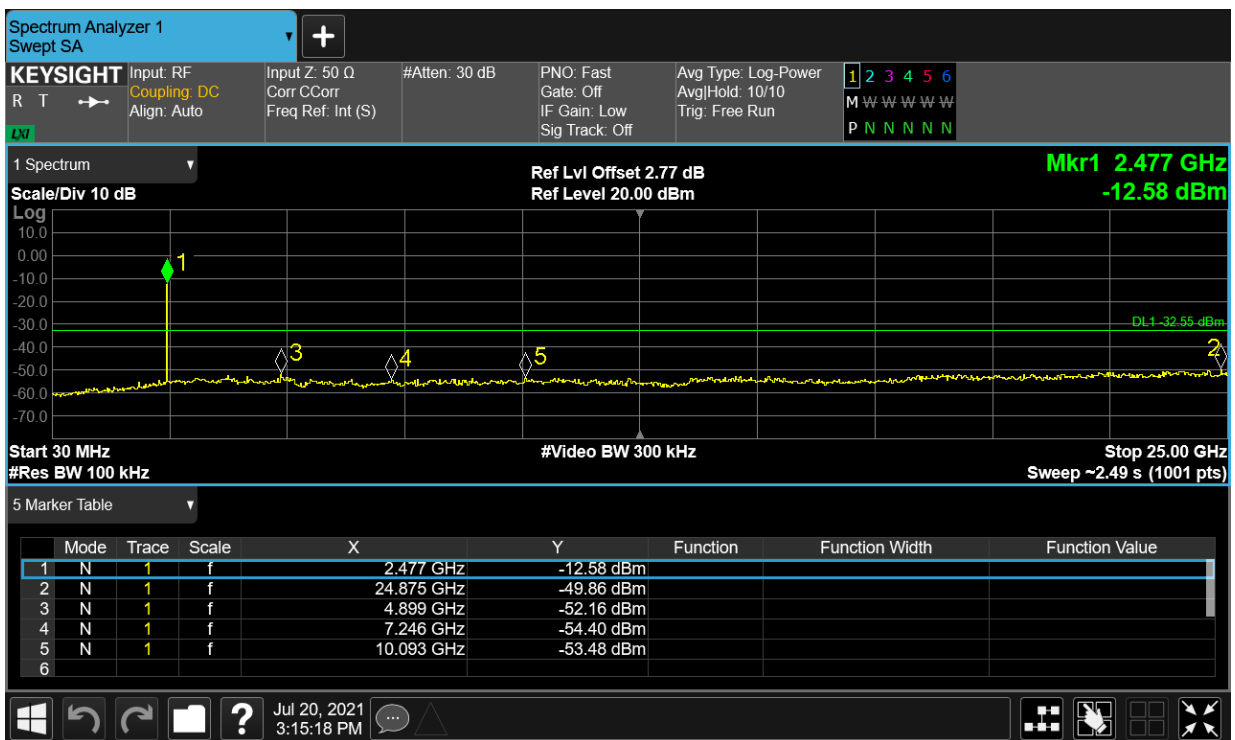 Spectrum Analyzer 1
Swept SA
KEYSIGHT
R T
LXI
Input: RF
Coupling: DC
Align: Auto
Input Z: 50 Ω
Corr CCorr
Freq Ref: Int (S)
#Atten: 30 dB
PNO: Fast
Gate: Off
IF Gain: Low
Sig Track: Off
Avg Type: Log-Power
Avg|Hold: 10/10
Trig: Free Run
1 2 3 4 5 6
M W W W W W
P N N N N N
1 Spectrum
Scale/Div 10 dB
Ref Lvl Offset 2.77 dB
Ref Level 20.00 dBm
Mkr1 2.477 GHz
-12.58 dBm
Log
10.0
0.00
-10.0
-20.0
-30.0
-40.0
-50.0
-60.0
-70.0
1
DL1 -32.55 dBm
3
4
5
2
Start 30 MHz
#Res BW 100 kHz
#Video BW 300 kHz
Stop 25.00 GHz
Sweep ~2.49 s (1001 pts)
5 Marker Table
Mode Trace Scale X Y Function Function Width Function Value
1 N 1 f 2.477 GHz -12.58 dBm
2 N 1 f 24.875 GHz -49.86 dBm
3 N 1 f 4.899 GHz -52.16 dBm
4 N 1 f 7.246 GHz -54.40 dBm
5 N 1 f 10.093 GHz -53.48 dBm
6
?
Jul 20, 2021
3:15:18 PM